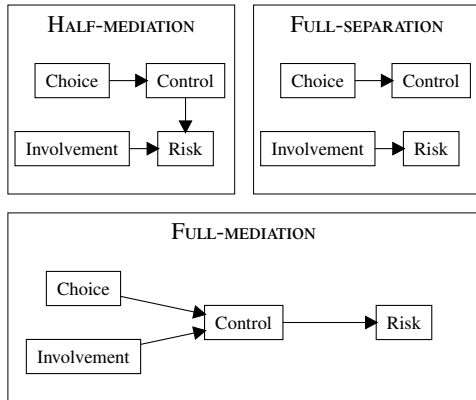 HALF-MEDIATION
Choice
Control
Involvement
Risk
FULL-SEPARATION
Choice
Control
Involvement
Risk
FULL-MEDIATION
Choice
Control
Risk
Involvement